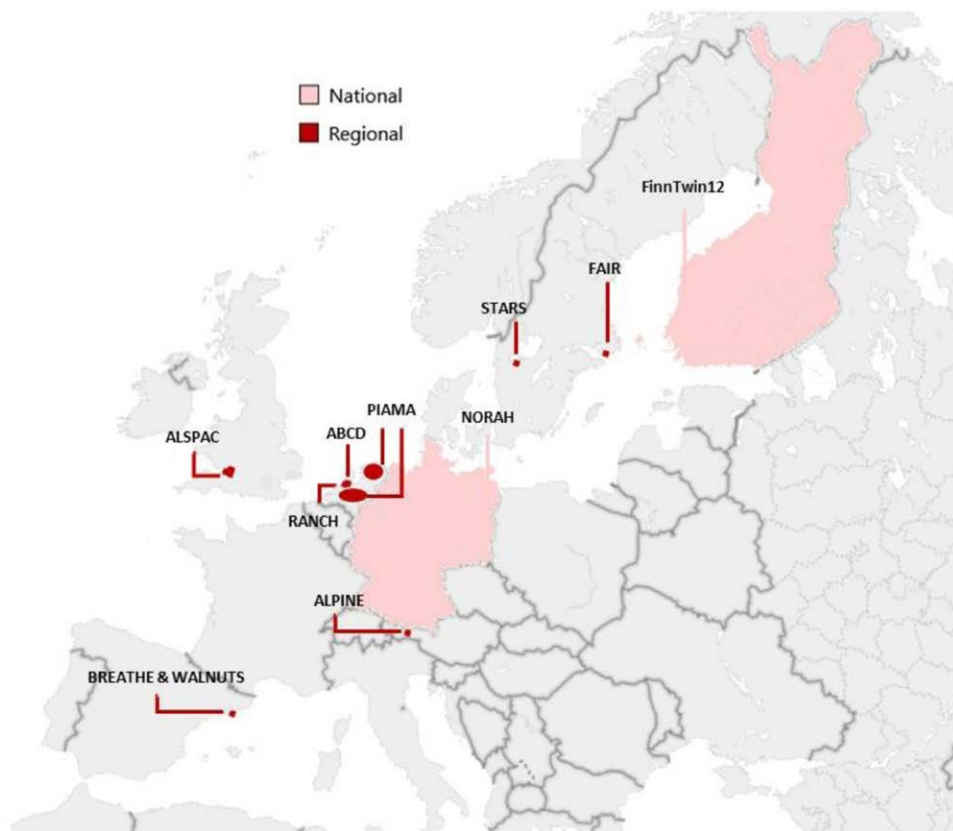 National
Regional
FinnTwin12
FAIR
STARS
PIAMA
NORAH
ABCD
ALSPAC
RANCH
ALPINE
BREATHE & WALNUTS